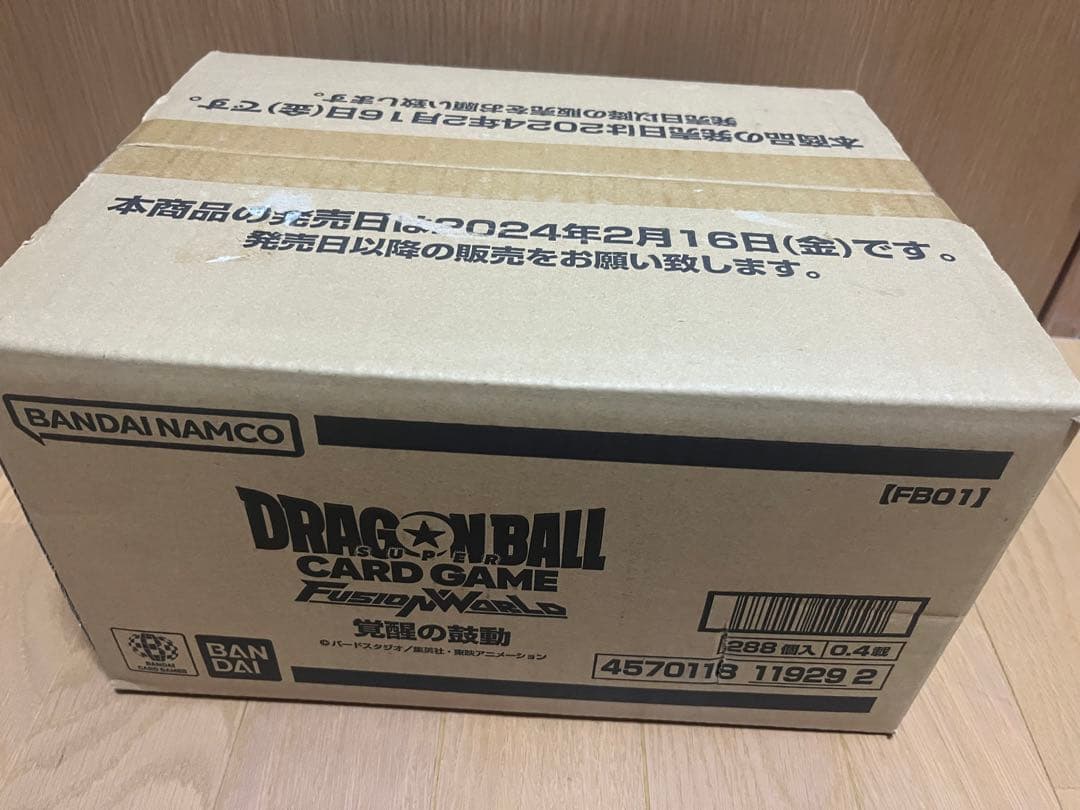 本商品の発売日は2024年2月16日(金)です。
発売日以降の販売をお願い致します。
本商品の発売日は2024年2月16日(金)です。
発売日以降の販売をお願い致します。
BANDAI NAMCO
【FB01】
DRAGON BALL
SUPER
CARD GAME
FUSION WORLD
覚醒の鼓動
©バードスタジオ/集英社・東映アニメーション
BANDAI
CARD GAMES
BAN
DAI
288 個入 0.4才
4570118 11929 2